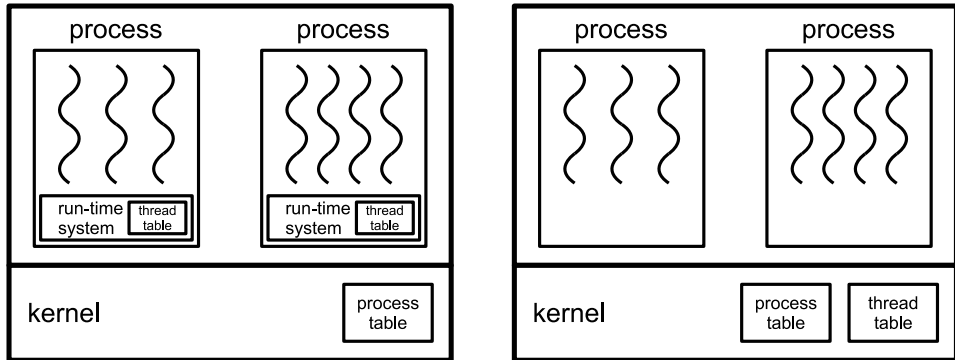 process process
run-time system thread table
run-time system thread table
kernel
process table
process process
kernel
process table
thread table